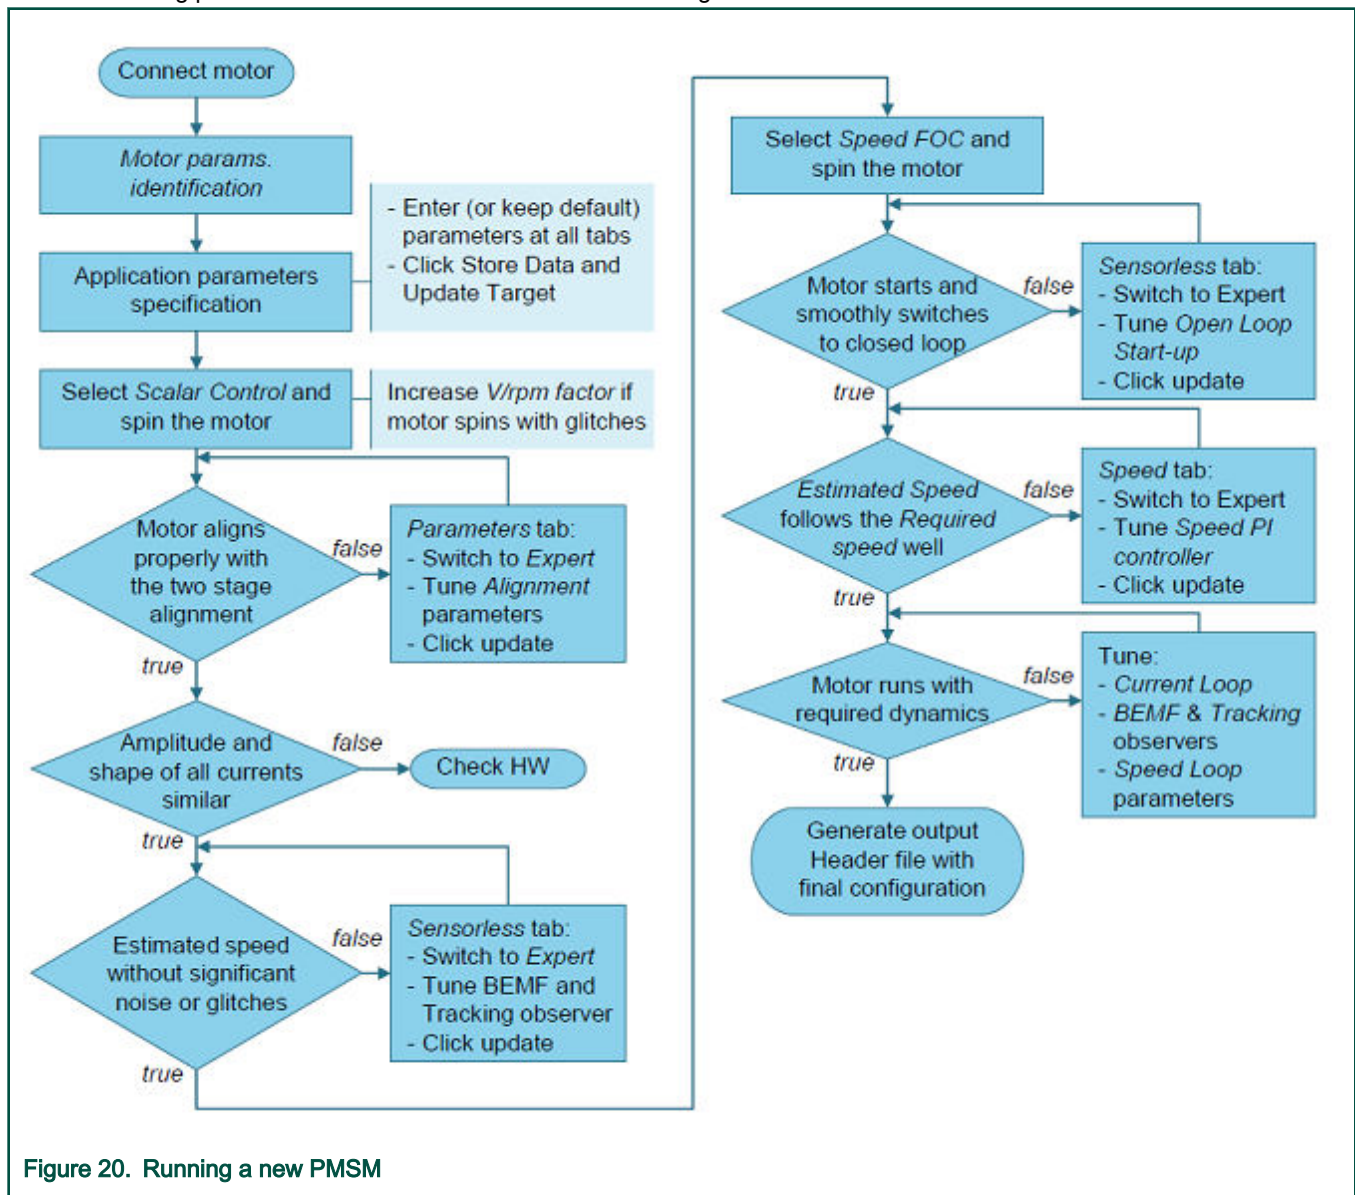 Connect motor
Motor params.
identification
- Enter (or keep default)
parameters at all tabs
- Click Store Data and
Update Target
Application parameters
specification
Select Scalar Control and
spin the motor
Increase V/rpm factor if
motor spins with glitches
Motor aligns
properly with
the two stage
alignment
false
Parameters tab:
- Switch to Expert
- Tune Alignment
parameters
- Click update
true
Amplitude and
shape of all currents
similar
false
Check HW
true
Estimated speed
without significant
noise or glitches
false
Sensorless tab:
- Switch to Expert
- Tune BEMF and
Tracking observer
- Click update
true
Select Speed FOC and
spin the motor
Motor starts and
smoothly switches
to closed loop
false
Sensorless tab:
- Switch to Expert
- Tune Open Loop
Start-up
- Click update
true
Estimated Speed
follows the Required
speed well
false
Speed tab:
- Switch to Expert
- Tune Speed PI
controller
- Click update
true
Motor runs with
required dynamics
false
Tune:
- Current Loop
- BEMF & Tracking
observers
- Speed Loop
parameters
true
Generate output
Header file with
final configuration
Figure 20. Running a new PMSM